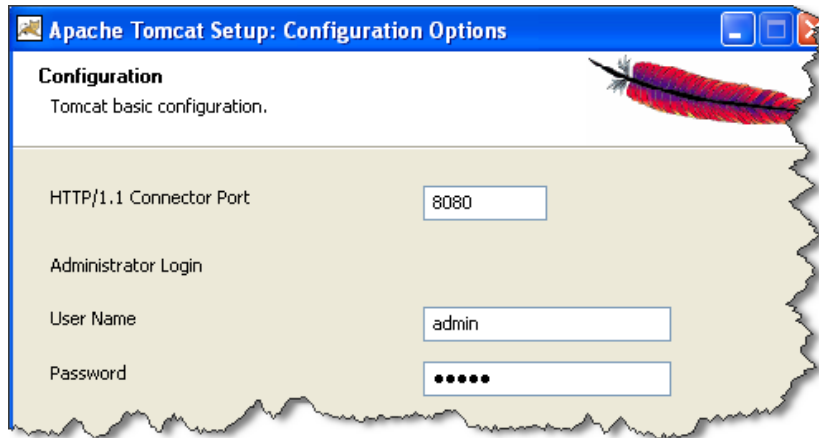 Apache Tomcat Setup: Configuration Options
Configuration
Tomcat basic configuration.
HTTP/1.1 Connector Port 8080
Administrator Login
User Name admin
Password •••••